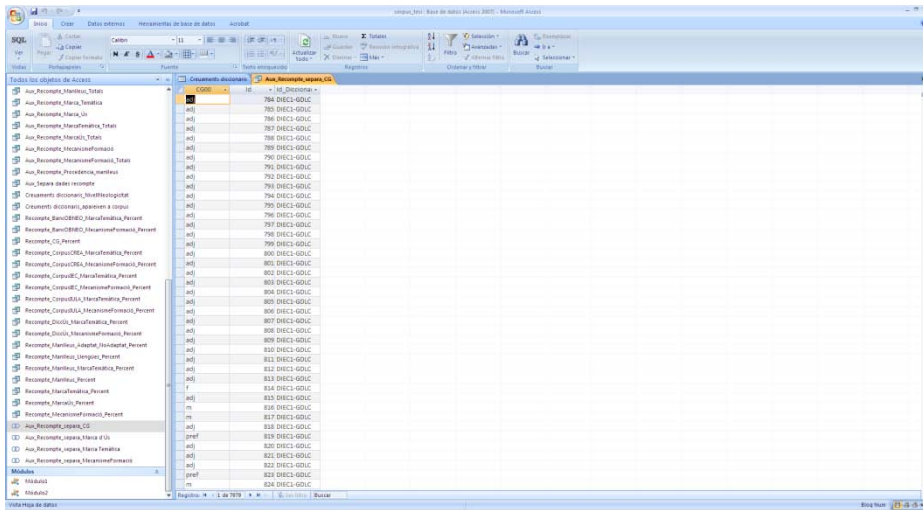 corpus_test : Base de datos (Access 2007) - Microsoft Access
Inicio Crear Datos externos Herramientas de base de datos Acrobat
Cortar
Copiar
Copiar formato
Pegar
Ver
Calibri 11
N K S
Actualizar todo
Nuevo Guardar Eliminar Totales Revisión ortográfica Más
Filtro Selección Avanzadas Alternar filtro
Buscar Reemplazar Ir a Seleccionar
Vistas Portapapeles Fuente Texto enriquecido Registros Ordenar y filtrar Buscar
Todos los objetos de Access
Aux_Recompte_Manlleus_Totals
Aux_Recompte_Marca_Temàtica
Aux_Recompte_Marca_Ús
Aux_Recompte_MarcaTemàtica_Totals
Aux_Recompte_MarcaÚs_Totals
Aux_Recompte_MecanismeFormació
Aux_Recompte_MecanismeFormació_Totals
Aux_Recompte_Procedència_manlleus
Aux_Separa dades recompte
Creuaments diccionaris_NivellNeologicitat
Creuments diccionaris_apareixen a corpus
Recompte_BancOBNEO_MarcaTemàtica_Percent
Recompte_BancOBNEO_MecanismeFormació_Percent
Recompte_CG_Percent
Recompte_CorpusCREA_MarcaTemàtica_Percent
Recompte_CorpusCREA_MecanismeFormació_Percent
Recompte_CorpusIEC_MarcaTemàtica_Percent
Recompte_CorpusIEC_MecanismeFormació_Percent
Recompte_CorpusIULA_MarcaTemàtica_Percent
Recompte_CorpusIULA_MecanismeFormació_Percent
Recompte_DiccÚs_MarcaTemàtica_Percent
Recompte_DiccÚs_MecanismeFormació_Percent
Recompte_Manlleus_Adaptat_NoAdaptat_Percent
Recompte_Manlleus_Llengues_Percent
Recompte_Manlleus_MarcaTemàtica_Percent
Recompte_Manlleus_Percent
Recompte_MarcaTemàtica_Percent
Recompte_MarcaÚs_Percent
Recompte_MecanismeFormació_Percent
Aux_Recompte_separa_CG
Aux_Recompte_separa_Marca d'Ús
Aux_Recompte_separa_Marca Temàtica
Aux_Recompte_separa_MecanismeFormació
Módulos
Módulo1
Módulo2
Creuaments diccionaris Aux_Recompte_separa_CG
CG00 Id Id_Diccionari
adj 784 DIEC1-GDLC
adj 785 DIEC1-GDLC
adj 786 DIEC1-GDLC
adj 787 DIEC1-GDLC
adj 788 DIEC1-GDLC
adj 789 DIEC1-GDLC
adj 790 DIEC1-GDLC
adj 791 DIEC1-GDLC
adj 792 DIEC1-GDLC
adj 793 DIEC1-GDLC
adj 794 DIEC1-GDLC
adj 795 DIEC1-GDLC
adj 796 DIEC1-GDLC
adj 797 DIEC1-GDLC
adj 798 DIEC1-GDLC
adj 799 DIEC1-GDLC
adj 800 DIEC1-GDLC
adj 801 DIEC1-GDLC
adj 802 DIEC1-GDLC
adj 803 DIEC1-GDLC
adj 804 DIEC1-GDLC
adj 805 DIEC1-GDLC
adj 806 DIEC1-GDLC
adj 807 DIEC1-GDLC
adj 808 DIEC1-GDLC
adj 809 DIEC1-GDLC
adj 810 DIEC1-GDLC
adj 811 DIEC1-GDLC
adj 812 DIEC1-GDLC
adj 813 DIEC1-GDLC
f 814 DIEC1-GDLC
adj 815 DIEC1-GDLC
m 816 DIEC1-GDLC
m 817 DIEC1-GDLC
adj 818 DIEC1-GDLC
pref 819 DIEC1-GDLC
adj 820 DIEC1-GDLC
adj 821 DIEC1-GDLC
adj 822 DIEC1-GDLC
pref 823 DIEC1-GDLC
m 824 DIEC1-GDLC
Registro: 1 de 7079 Sin filtro Buscar
Vista Hoja de datos Bloq Num